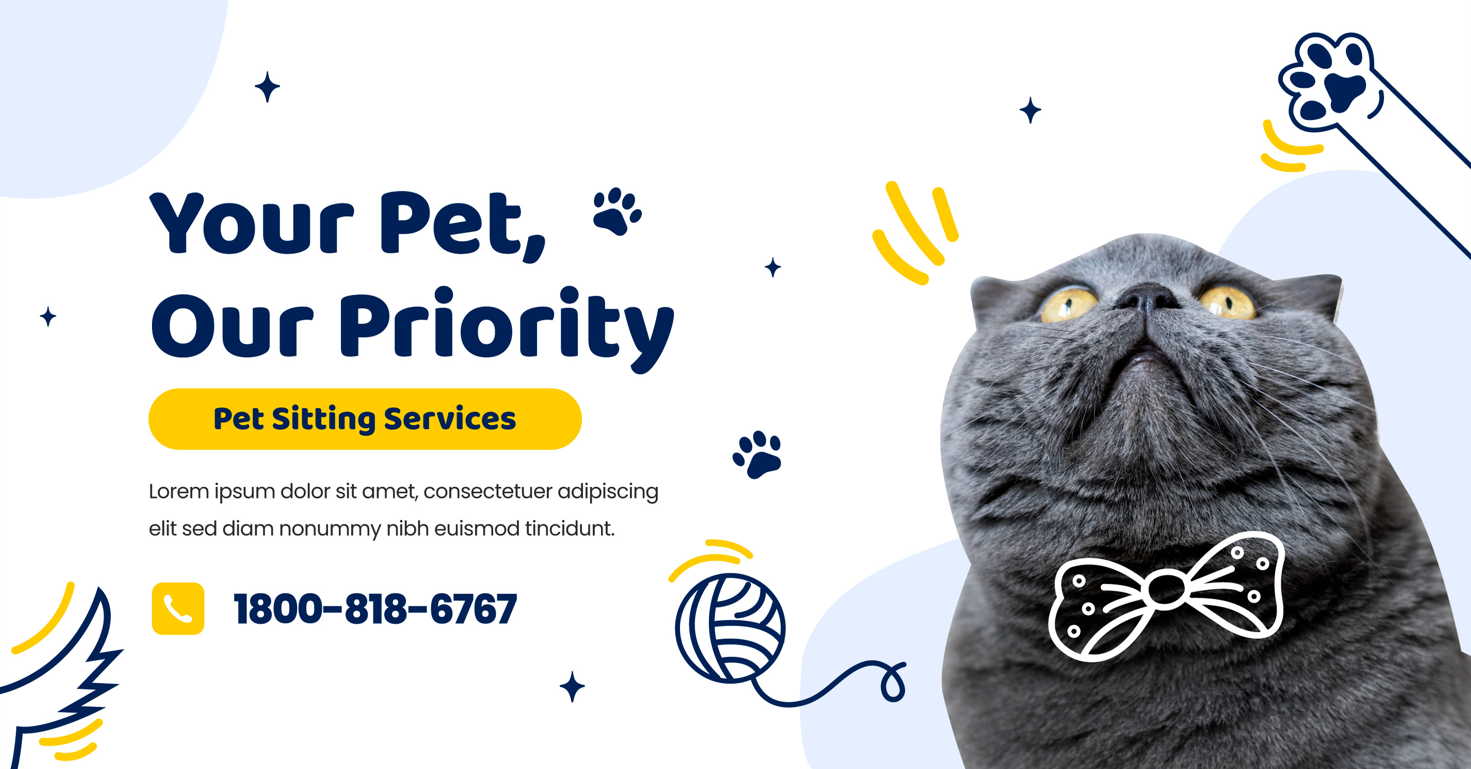 Your Pet,
Our Priority
Pet Sitting Services
Lorem ipsum dolor sit amet, consectetuer adipiscing
elit sed diam nonummy nibh euismod tincidunt.
1800-818-6767